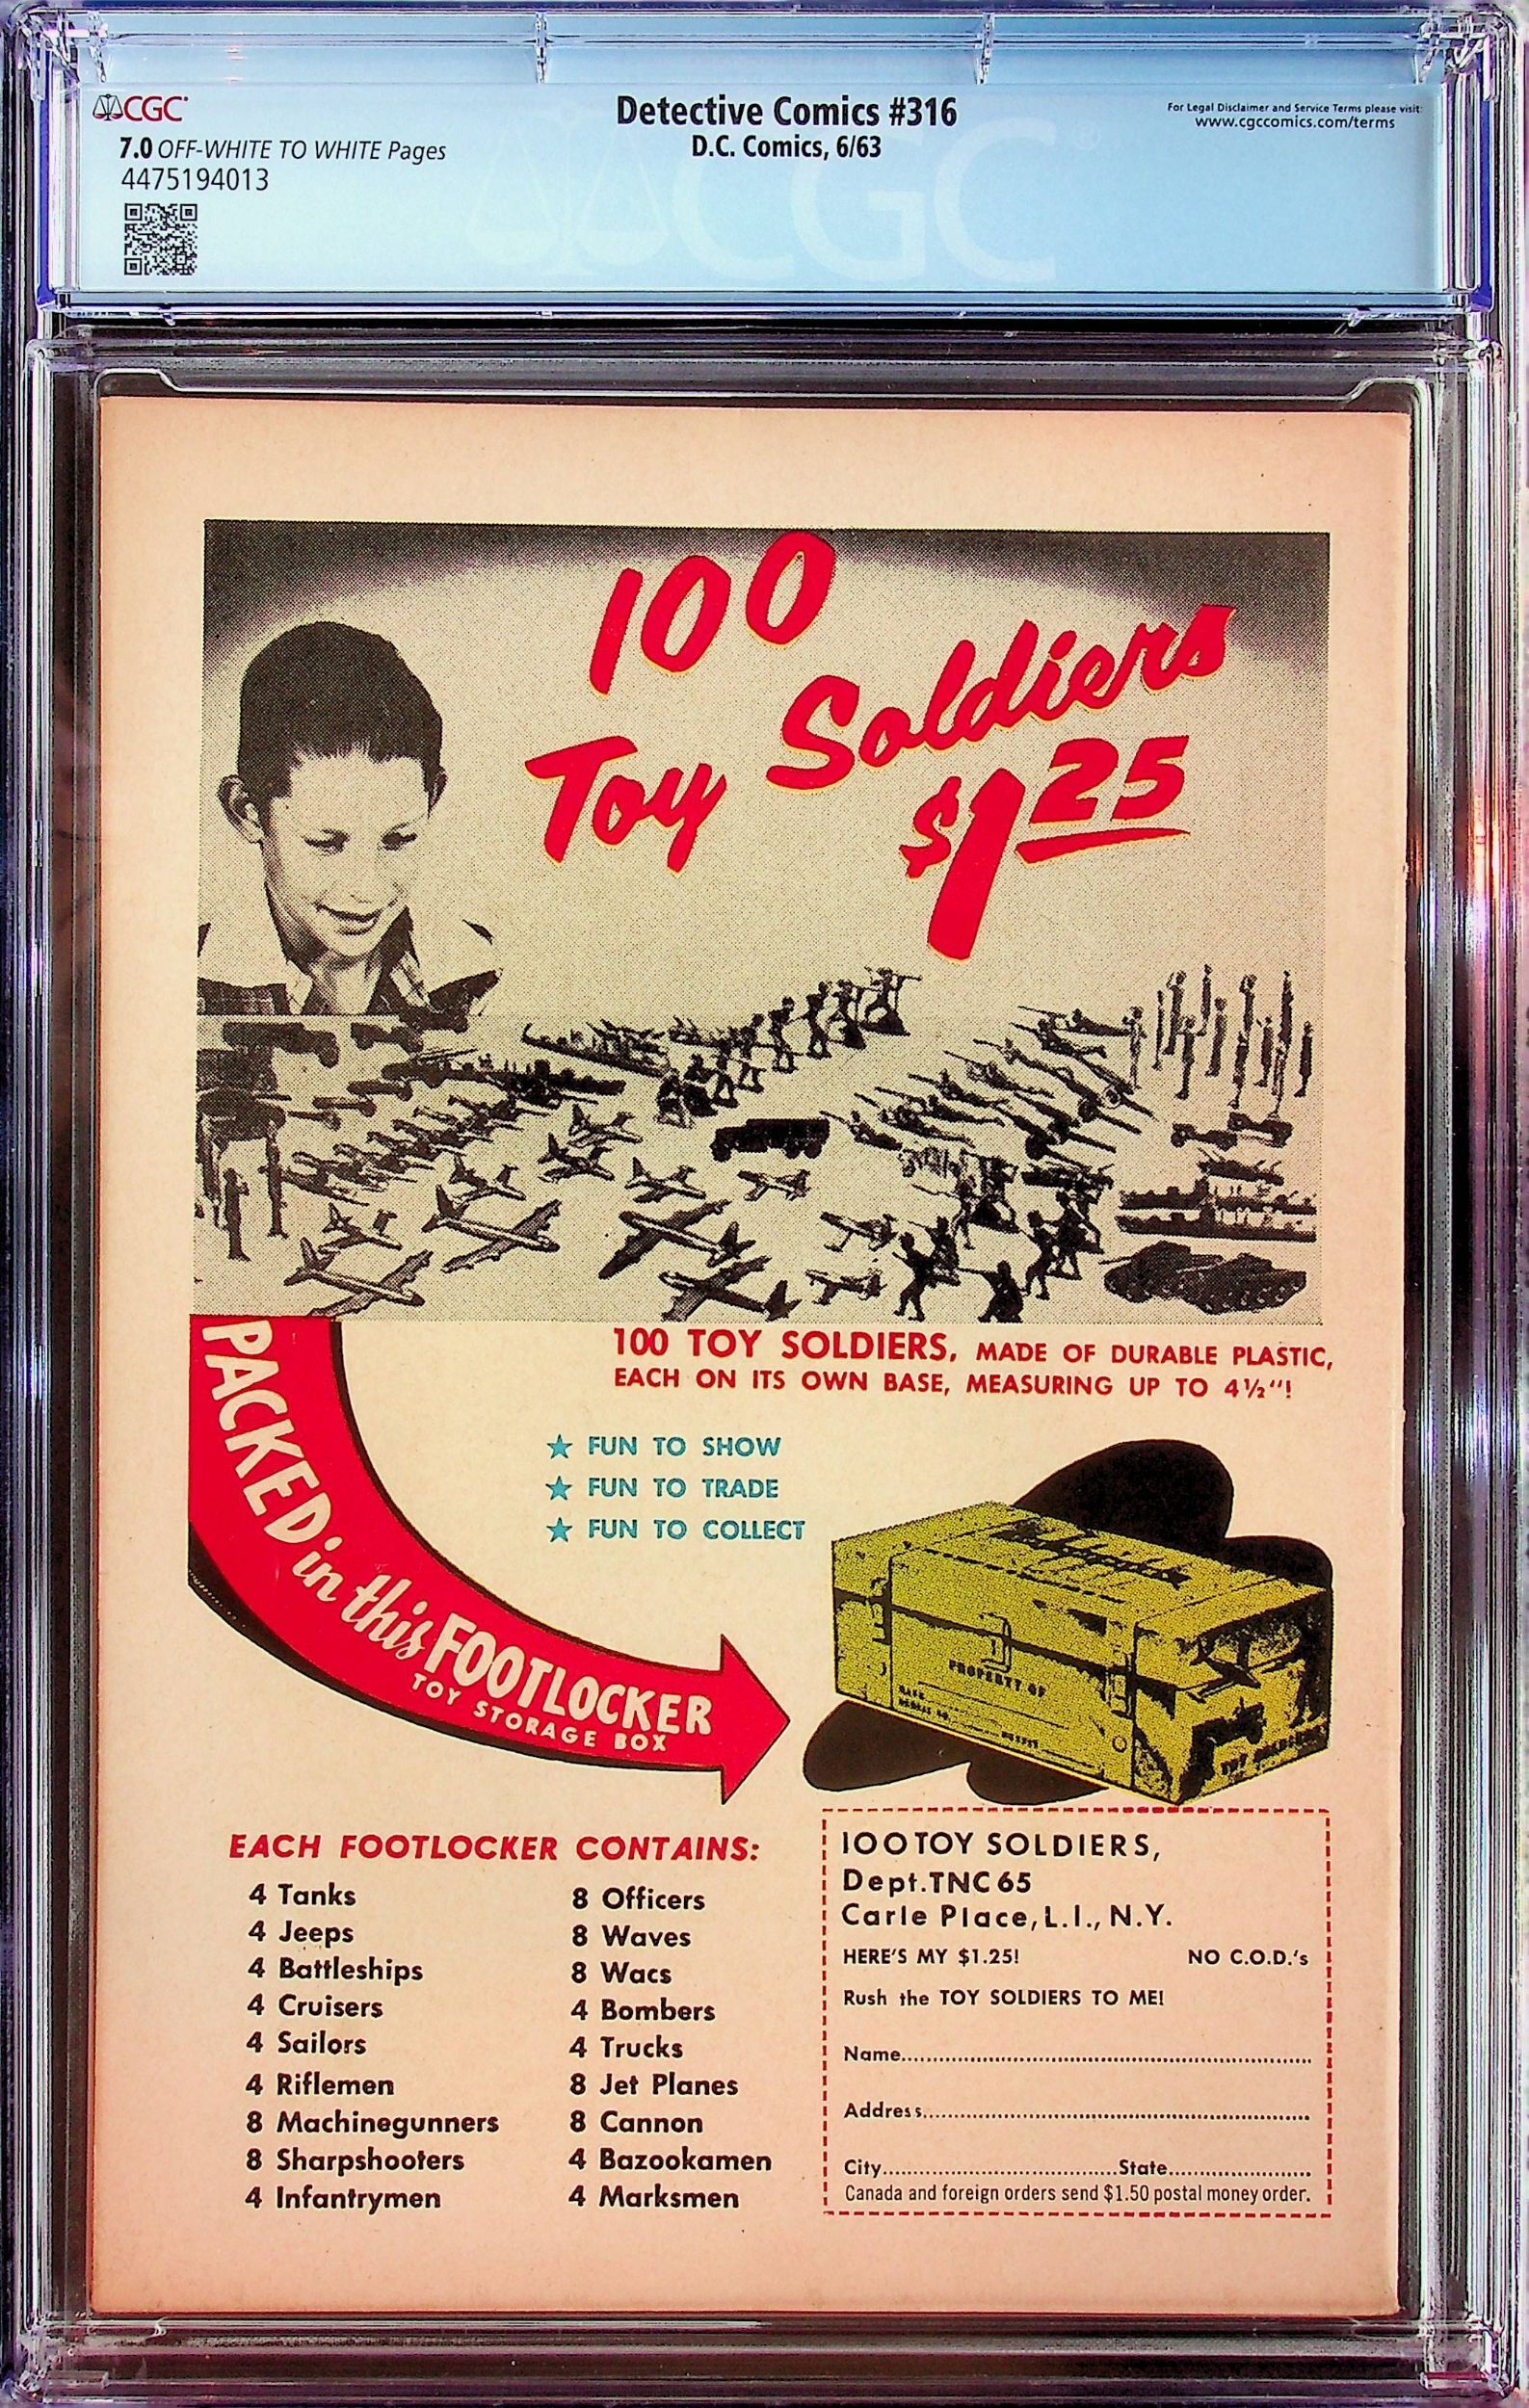 CGC
Detective Comics #316
For Legal Disclaimer and Service Terms please visit:
www.cgccomics.com/terms
7.0 OFF-WHITE TO WHITE Pages
D.C. Comics, 6/63
4475194013
CGC
100
Toy Soldiers
$1 25
100 TOY SOLDIERS, MADE OF DURABLE PLASTIC,
EACH ON ITS OWN BASE, MEASURING UP TO 4½"!
PACKED in this FOOTLOCKER
TOY STORAGE BOX
★ FUN TO SHOW
★ FUN TO TRADE
★ FUN TO COLLECT
PROPERTY OF
EACH FOOTLOCKER CONTAINS:
4 Tanks
4 Jeeps
4 Battleships
4 Cruisers
4 Sailors
4 Riflemen
8 Machinegunners
8 Sharpshooters
4 Infantrymen
8 Officers
8 Waves
8 Wacs
4 Bombers
4 Trucks
8 Jet Planes
8 Cannon
4 Bazookamen
4 Marksmen
100 TOY SOLDIERS,
Dept. TNC 65
Carle Place, L.I., N.Y.
HERE'S MY $1.25! NO C.O.D.'s
Rush the TOY SOLDIERS TO ME!
Name
Address
City State
Canada and foreign orders send $1.50 postal money order.